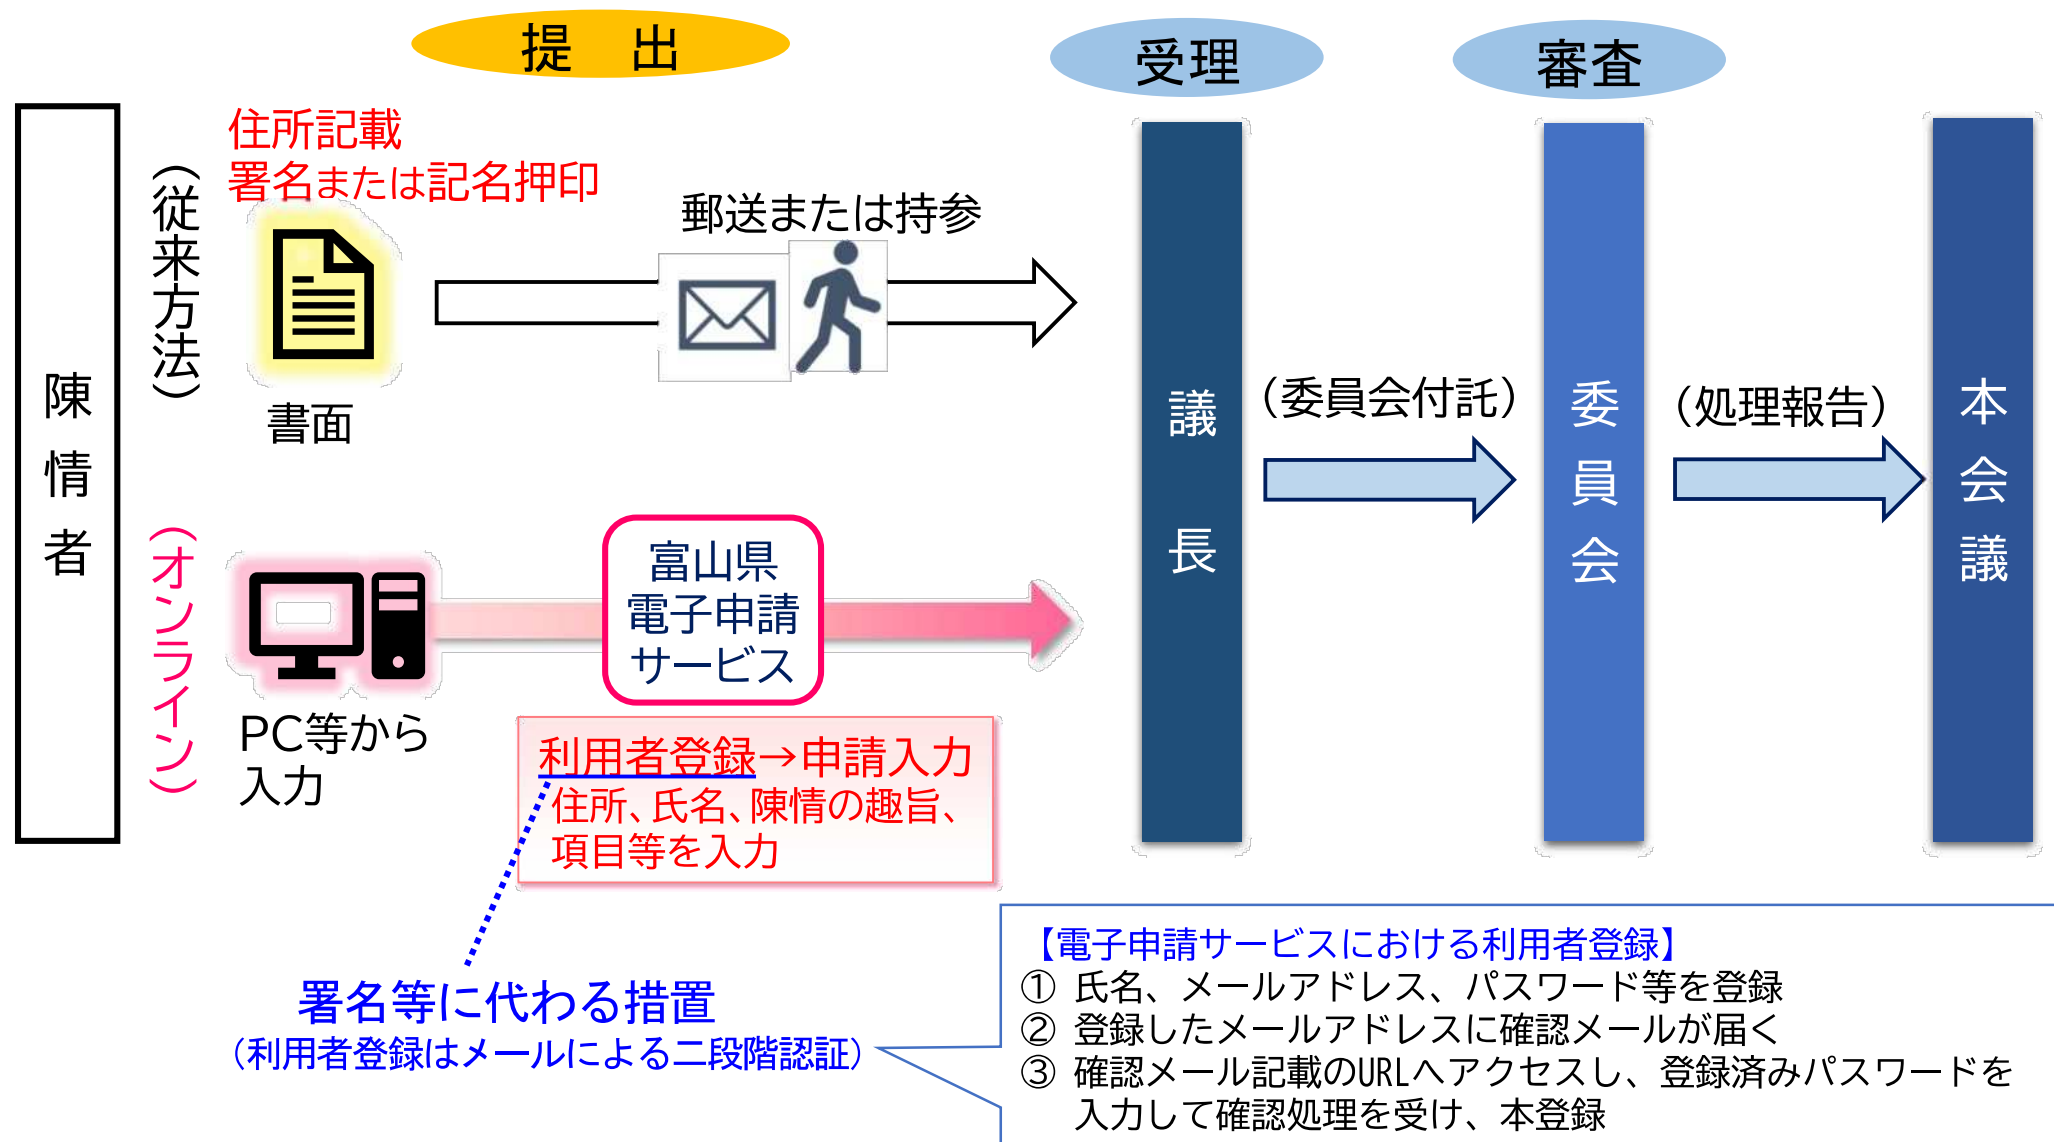 提 出
受理
審査
陳情者
（従来方法）
住所記載
署名または記名押印
書面
郵送または持参
（オンライン）
PC等から
入力
富山県
電子申請
サービス
利用者登録→申請入力
住所、氏名、陳情の趣旨、
項目等を入力
議長
（委員会付託）
委員会
（処理報告）
本会議
署名等に代わる措置
（利用者登録はメールによる二段階認証）
【電子申請サービスにおける利用者登録】
① 氏名、メールアドレス、パスワード等を登録
② 登録したメールアドレスに確認メールが届く
③ 確認メール記載のURLへアクセスし、登録済みパスワードを
入力して確認処理を受け、本登録